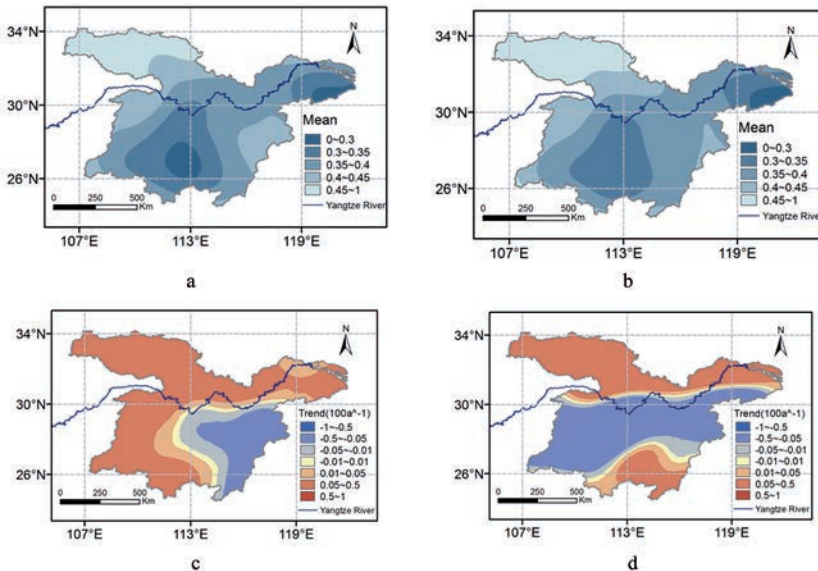 34°N
30°N
26°N
N
Mean
0~0.3
0.3~0.35
0.35~0.4
0.4~0.45
0.45~1
Yangtze River
0 250 500
Km
107°E 113°E 119°E
a
34°N
30°N
26°N
N
Mean
0~0.3
0.3~0.35
0.35~0.4
0.4~0.45
0.45~1
Yangtze River
0 250 500
Km
107°E 113°E 119°E
b
34°N
30°N
26°N
N
Trend(100a^-1)
-1~-0.5
-0.5~-0.05
-0.05~-0.01
-0.01~0.01
0.01~0.05
0.05~0.5
0.5~1
Yangtze River
0 250 500
Km
107°E 113°E 119°E
c
34°N
30°N
26°N
N
Trend(100a^-1)
-1~-0.5
-0.5~-0.05
-0.05~-0.01
-0.01~0.01
0.01~0.05
0.05~0.5
0.5~1
Yangtze River
0 250 500
Km
107°E 113°E 119°E
d